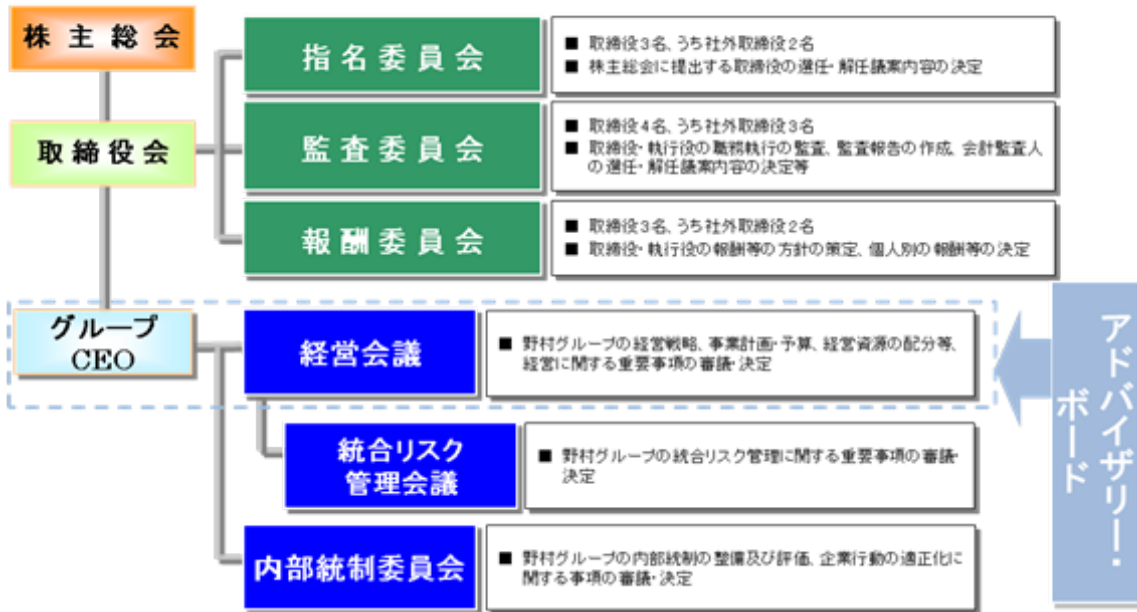 株主総会
取締役会
指名委員会
■ 取締役3名、うち社外取締役2名
■ 株主総会に提出する取締役の選任・解任議案内容の決定
監査委員会
■ 取締役4名、うち社外取締役3名
■ 取締役・執行役の職務執行の監査、監査報告の作成、会計監査人
の選任・解任議案内容の決定等
報酬委員会
■ 取締役3名、うち社外取締役2名
■ 取締役・執行役の報酬等の方針の策定、個人別の報酬等の決定
グループ
CEO
経営会議
■ 野村グループの経営戦略、事業計画・予算、経営資源の配分等、
経営に関する重要事項の審議・決定
統合リスク
管理会議
■ 野村グループの統合リスク管理に関する重要事項の審議・
決定
内部統制委員会
■ 野村グループの内部統制の整備及び評価、企業行動の適正化に
関する事項の審議・決定
アドバイザリー・
ボード